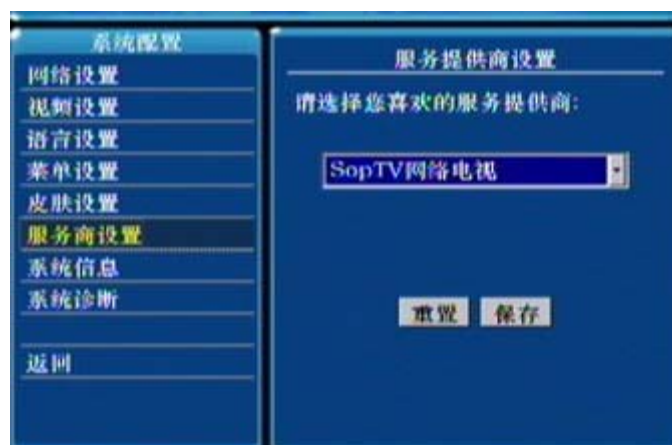 系统配置
网络设置
视频设置
语言设置
菜单设置
皮肤设置
服务商设置
系统信息
系统诊断
返回
服务提供商设置
请选择您喜欢的服务提供商:
SopTV网络电视
重置 保存